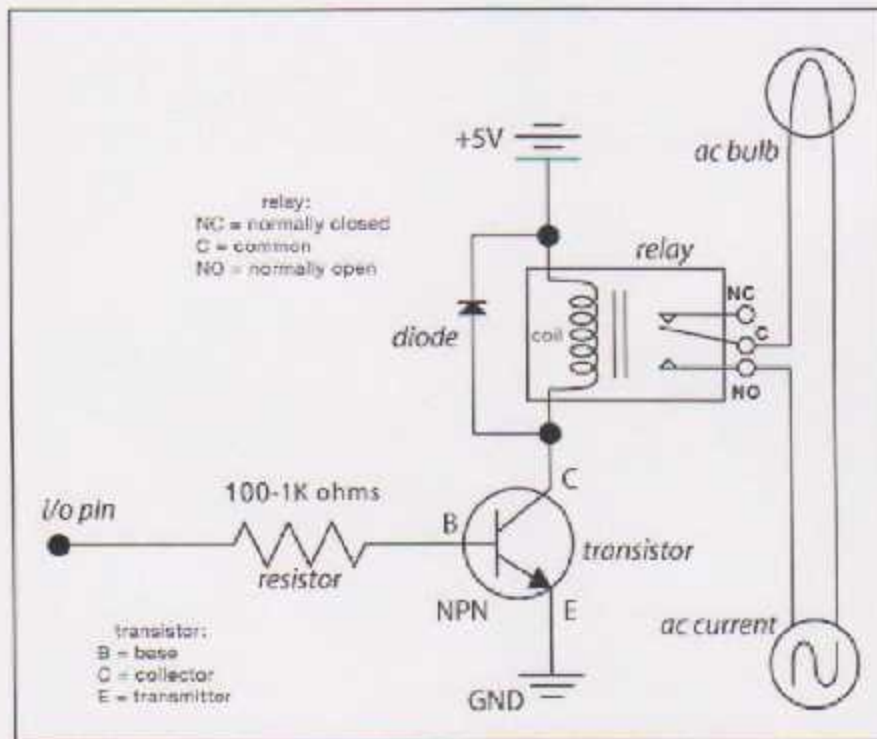 +5V
ac bulb
relay:
NC = normally closed
C = common
NO = normally open
relay
NC
C
NO
coil
diode
100-1K ohms
i/o pin
resistor
B
C
transistor
NPN
E
transmitter:
B = base
C = collector
E = transmitter
GND
ac current